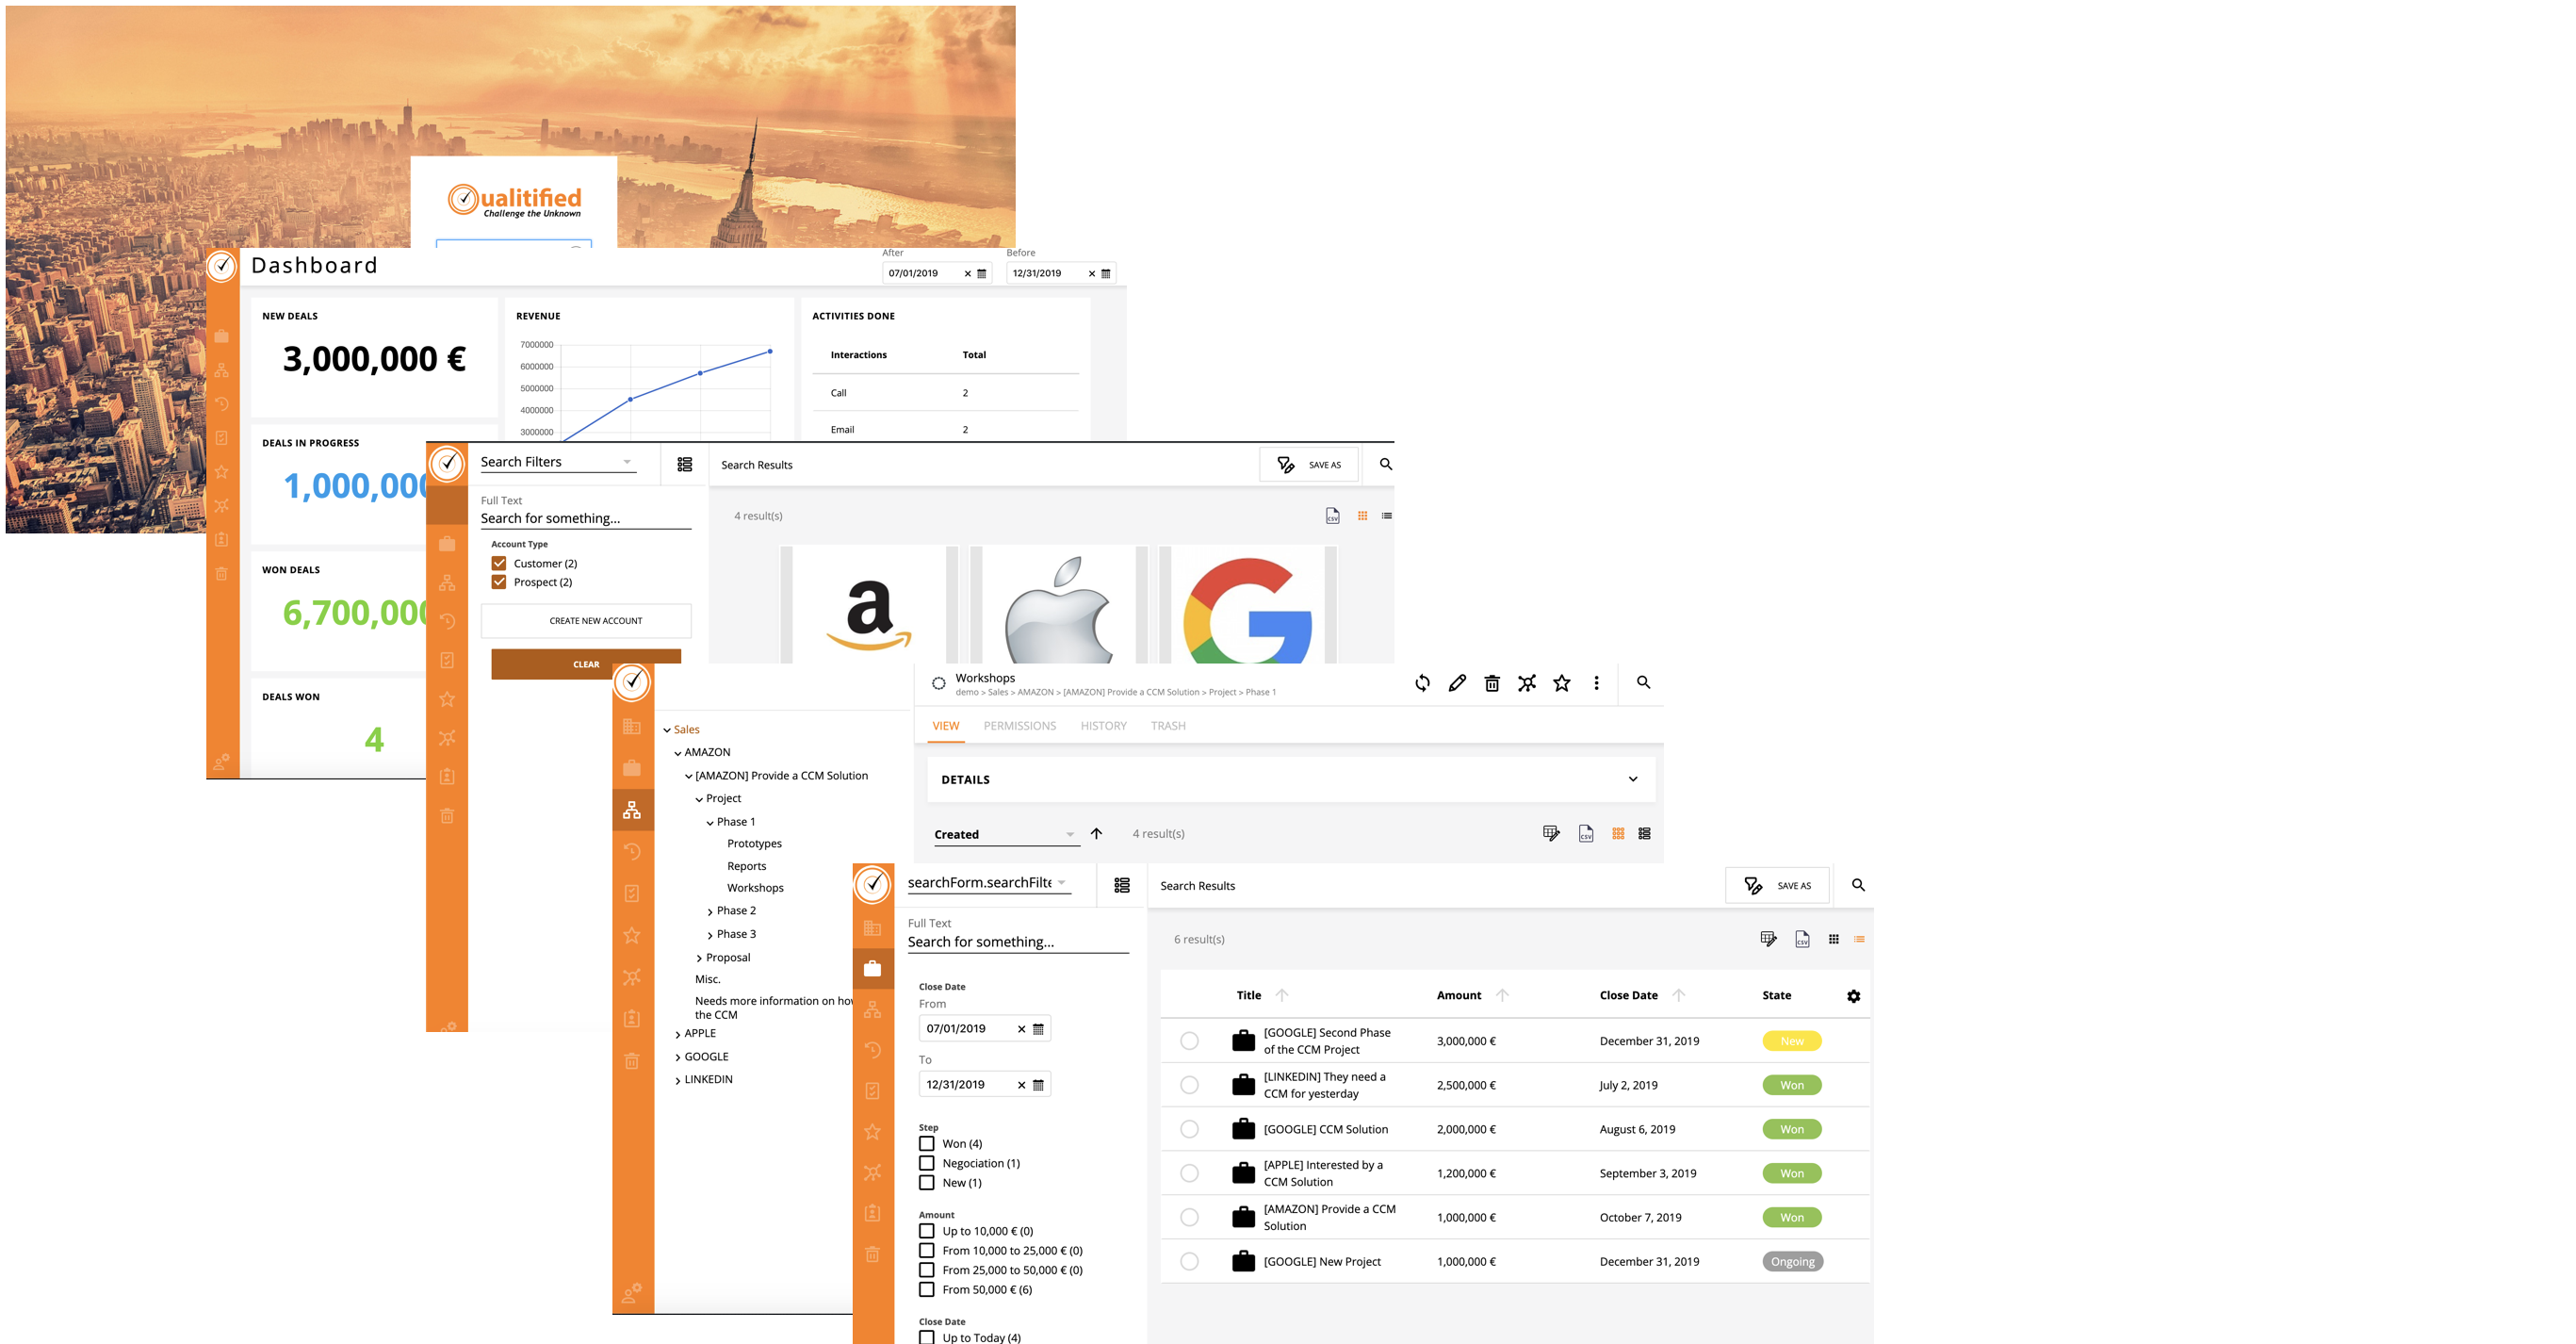 Qualitified
Challenge the Unknown
Dashboard
After
07/01/2019
Before
12/31/2019
NEW DEALS
3,000,000 €
REVENUE
7000000
6000000
5000000
4000000
3000000
ACTIVITIES DONE
Interactions Total
Call 2
Email 2
DEALS IN PROGRESS
1,000,000
WON DEALS
6,700,000
DEALS WON
4
Search Filters
Full Text
Search for something...
Account Type
Customer (2)
Prospect (2)
CREATE NEW ACCOUNT
CLEAR
Search Results
SAVE AS
4 result(s)
CSV
a
G
Sales
AMAZON
[AMAZON] Provide a CCM Solution
Project
Phase 1
Prototypes
Reports
Workshops
Phase 2
Phase 3
Proposal
Misc.
Needs more information on how
the CCM
APPLE
GOOGLE
LINKEDIN
Workshops
demo > Sales > AMAZON > [AMAZON] Provide a CCM Solution > Project > Phase 1
VIEW PERMISSIONS HISTORY TRASH
DETAILS
Created
4 result(s)
CSV
searchForm.searchFilte
Full Text
Search for something...
Close Date
From
07/01/2019
To
12/31/2019
Step
Won (4)
Negociation (1)
New (1)
Amount
Up to 10,000 € (0)
From 10,000 to 25,000 € (0)
From 25,000 to 50,000 € (0)
From 50,000 € (6)
Close Date
Up to Today (4)
Search Results
SAVE AS
6 result(s)
CSV
Title Amount Close Date State
[GOOGLE] Second Phase
of the CCM Project
3,000,000 € December 31, 2019 New
[LINKEDIN] They need a
CCM for yesterday
2,500,000 € July 2, 2019 Won
[GOOGLE] CCM Solution 2,000,000 € August 6, 2019 Won
[APPLE] Interested by a
CCM Solution
1,200,000 € September 3, 2019 Won
[AMAZON] Provide a CCM
Solution
1,000,000 € October 7, 2019 Won
[GOOGLE] New Project 1,000,000 € December 31, 2019 Ongoing